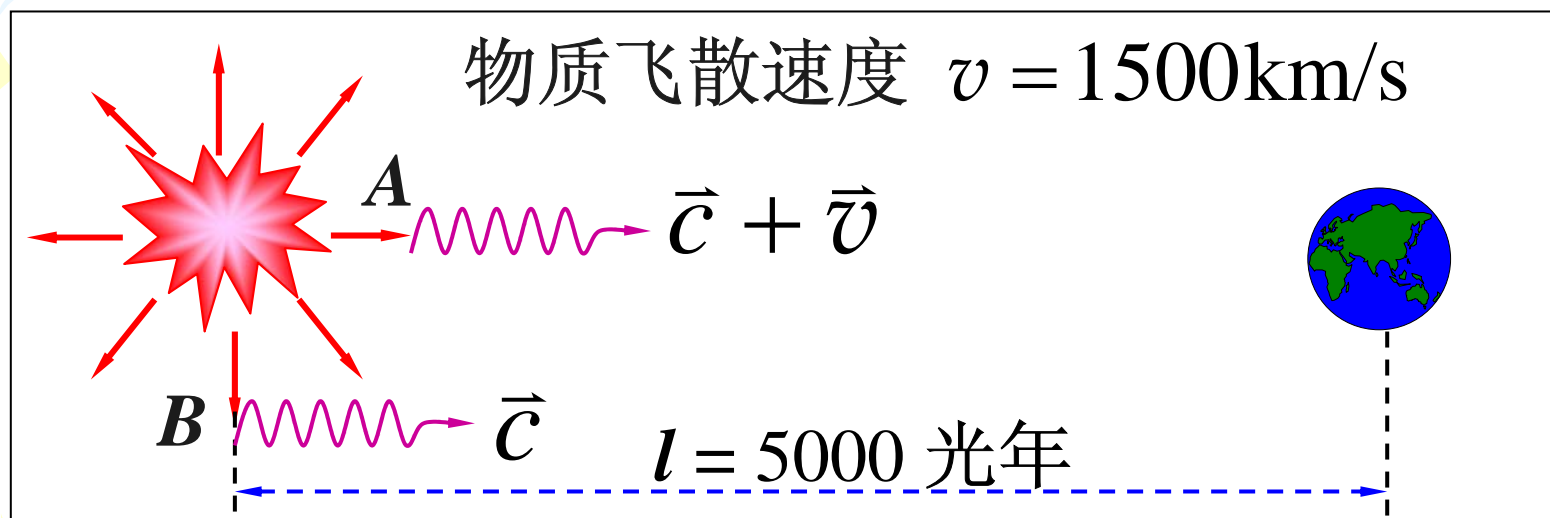 物质飞散速度 v = 1500km/s
A
c⃗ + v⃗
B
c⃗
l = 5000 光年